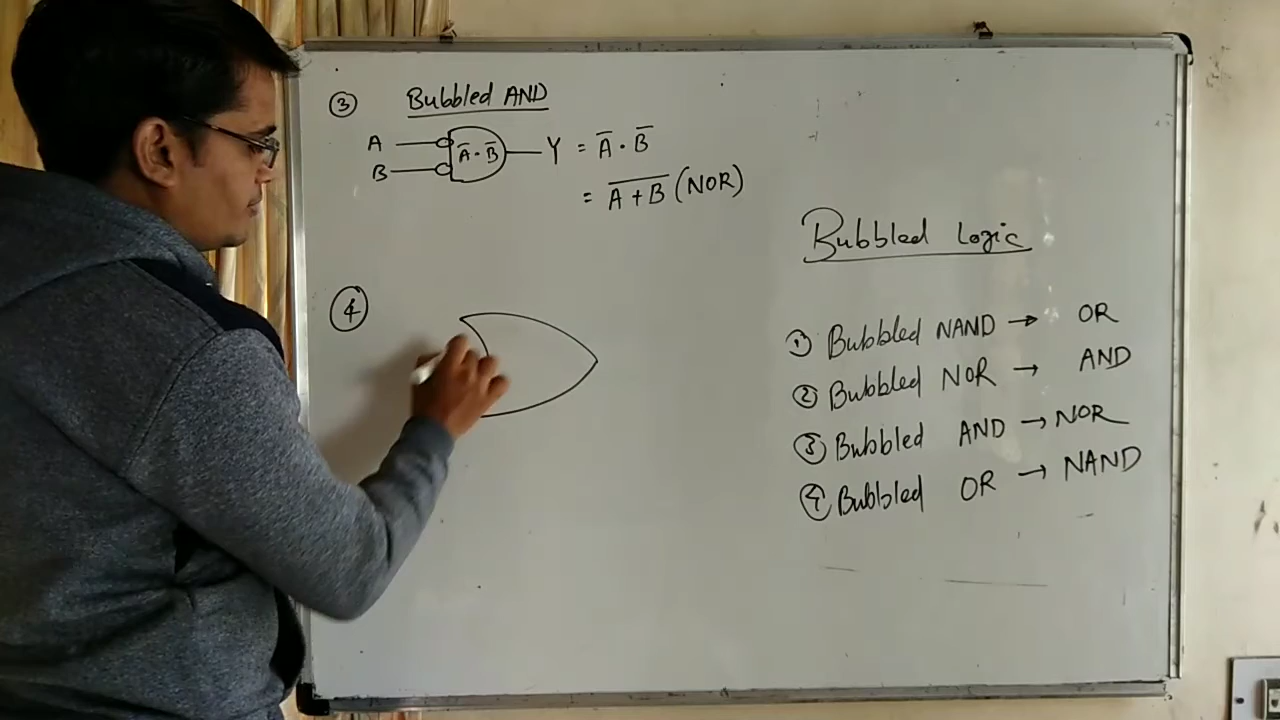 ③ Bubbled AND
A
B
A̅ · B̅
Y = A̅ · B̅
= A̅ ̅+̅ ̅B̅ (NOR)
④
Bubbled Logic
① Bubbled NAND → OR
② Bubbled NOR → AND
③ Bubbled AND → NOR
④ Bubbled OR → NAND